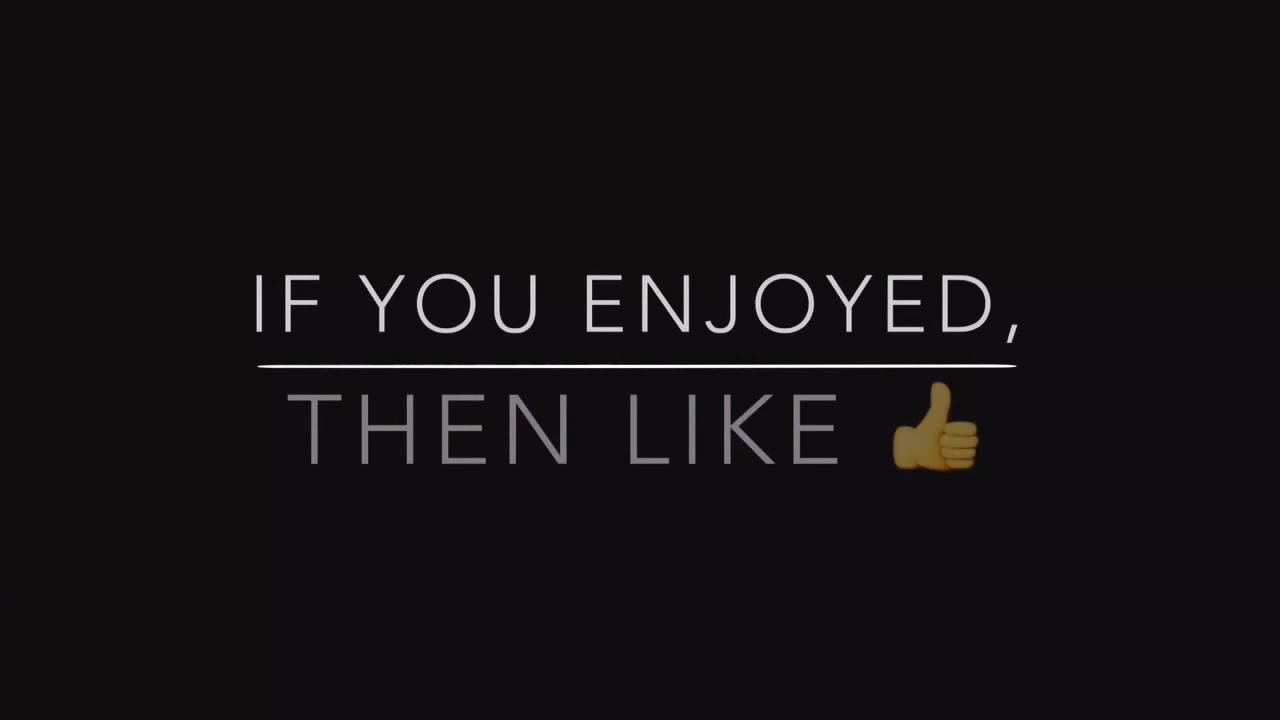 IF YOU ENJOYED,
THEN LIKE 👍